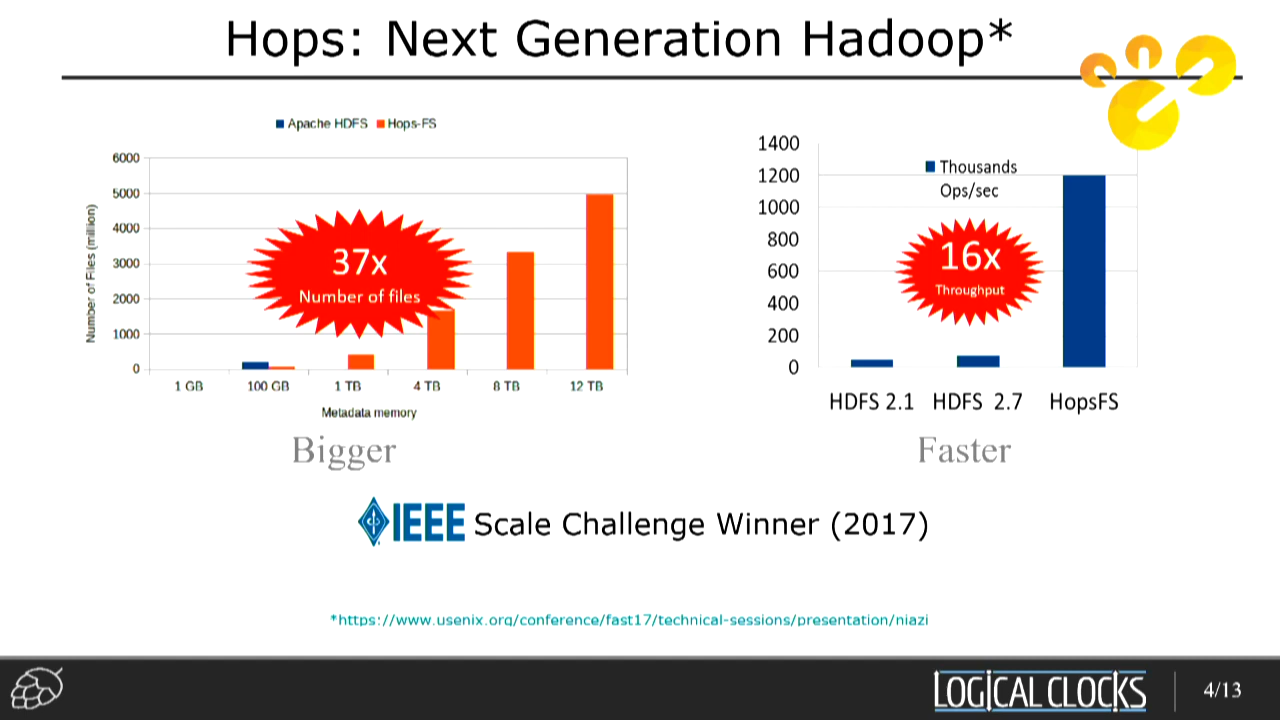 Hops: Next Generation Hadoop*
Apache HDFS Hops-FS
6000
5000
4000
3000
2000
1000
0
Number of Files (million)
37x
Number of files
1 GB 100 GB 1 TB 4 TB 8 TB 12 TB
Metadata memory
Bigger
1400
1200
1000
800
600
400
200
0
Thousands
Ops/sec
16x
Throughput
HDFS 2.1 HDFS 2.7 HopsFS
Faster
IEEE Scale Challenge Winner (2017)
*https://www.usenix.org/conference/fast17/technical-sessions/presentation/niazi
LOGICAL CLOCKS
4/13